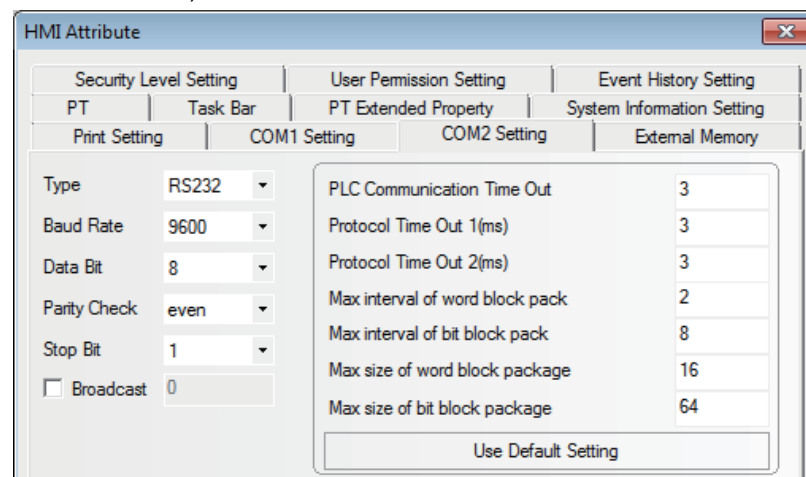 HMI Attribute
Security Level Setting User Permission Setting Event History Setting
PT Task Bar PT Extended Property System Information Setting
Print Setting COM1 Setting COM2 Setting External Memory
Type RS232
Baud Rate 9600
Data Bit 8
Parity Check even
Stop Bit 1
Broadcast 0
PLC Communication Time Out 3
Protocol Time Out 1(ms) 3
Protocol Time Out 2(ms) 3
Max interval of word block pack 2
Max interval of bit block pack 8
Max size of word block package 16
Max size of bit block package 64
Use Default Setting